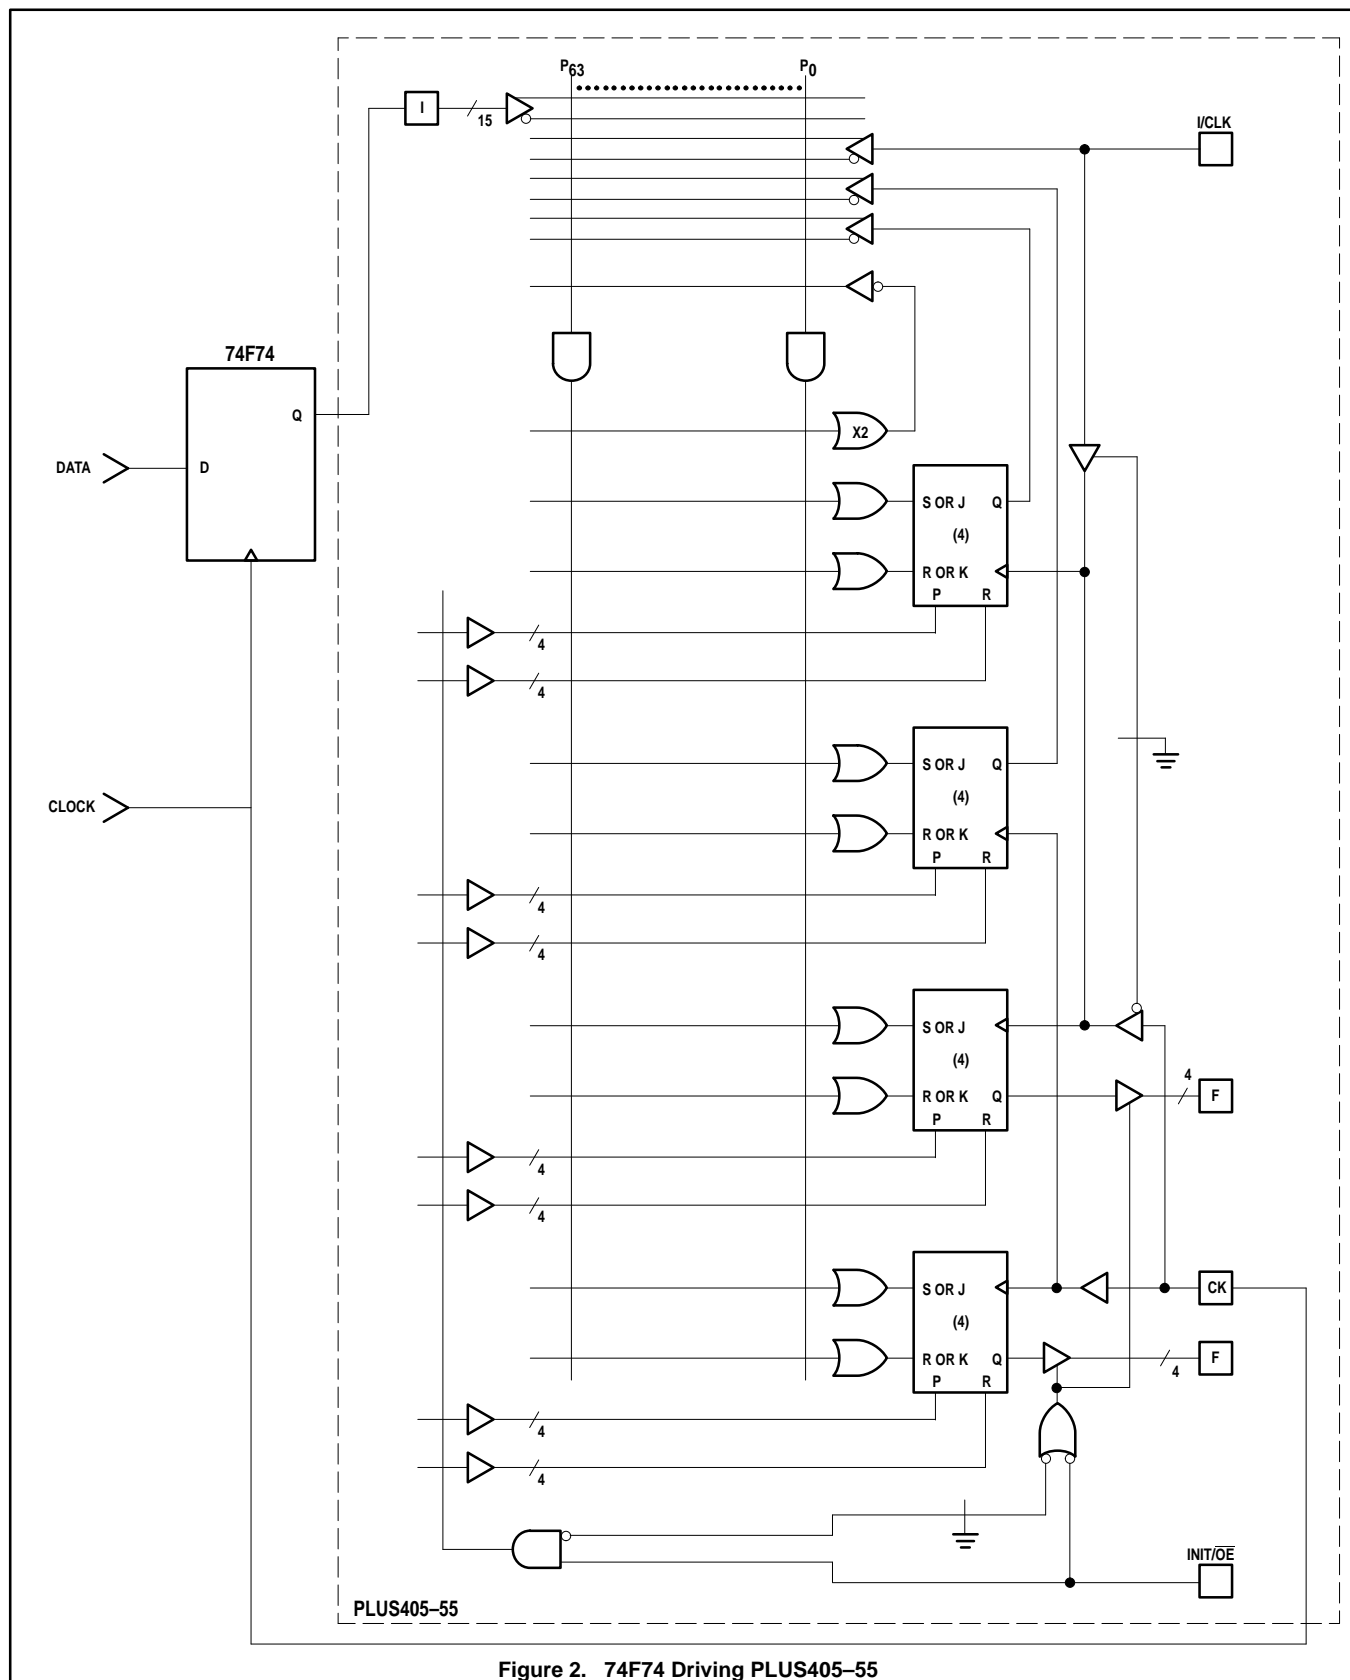 P63 P0
I
15
I/CLK
74F74
Q
X2
DATA
D
S OR J Q
(4)
R OR K
P R
4
4
CLOCK
S OR J Q
(4)
R OR K
P R
4
4
S OR J
(4)
4
R OR K Q
F
P R
4
4
S OR J
CK
(4)
R OR K Q
F
4
P R
4
4
INIT/OE
PLUS405–55
Figure 2. 74F74 Driving PLUS405–55